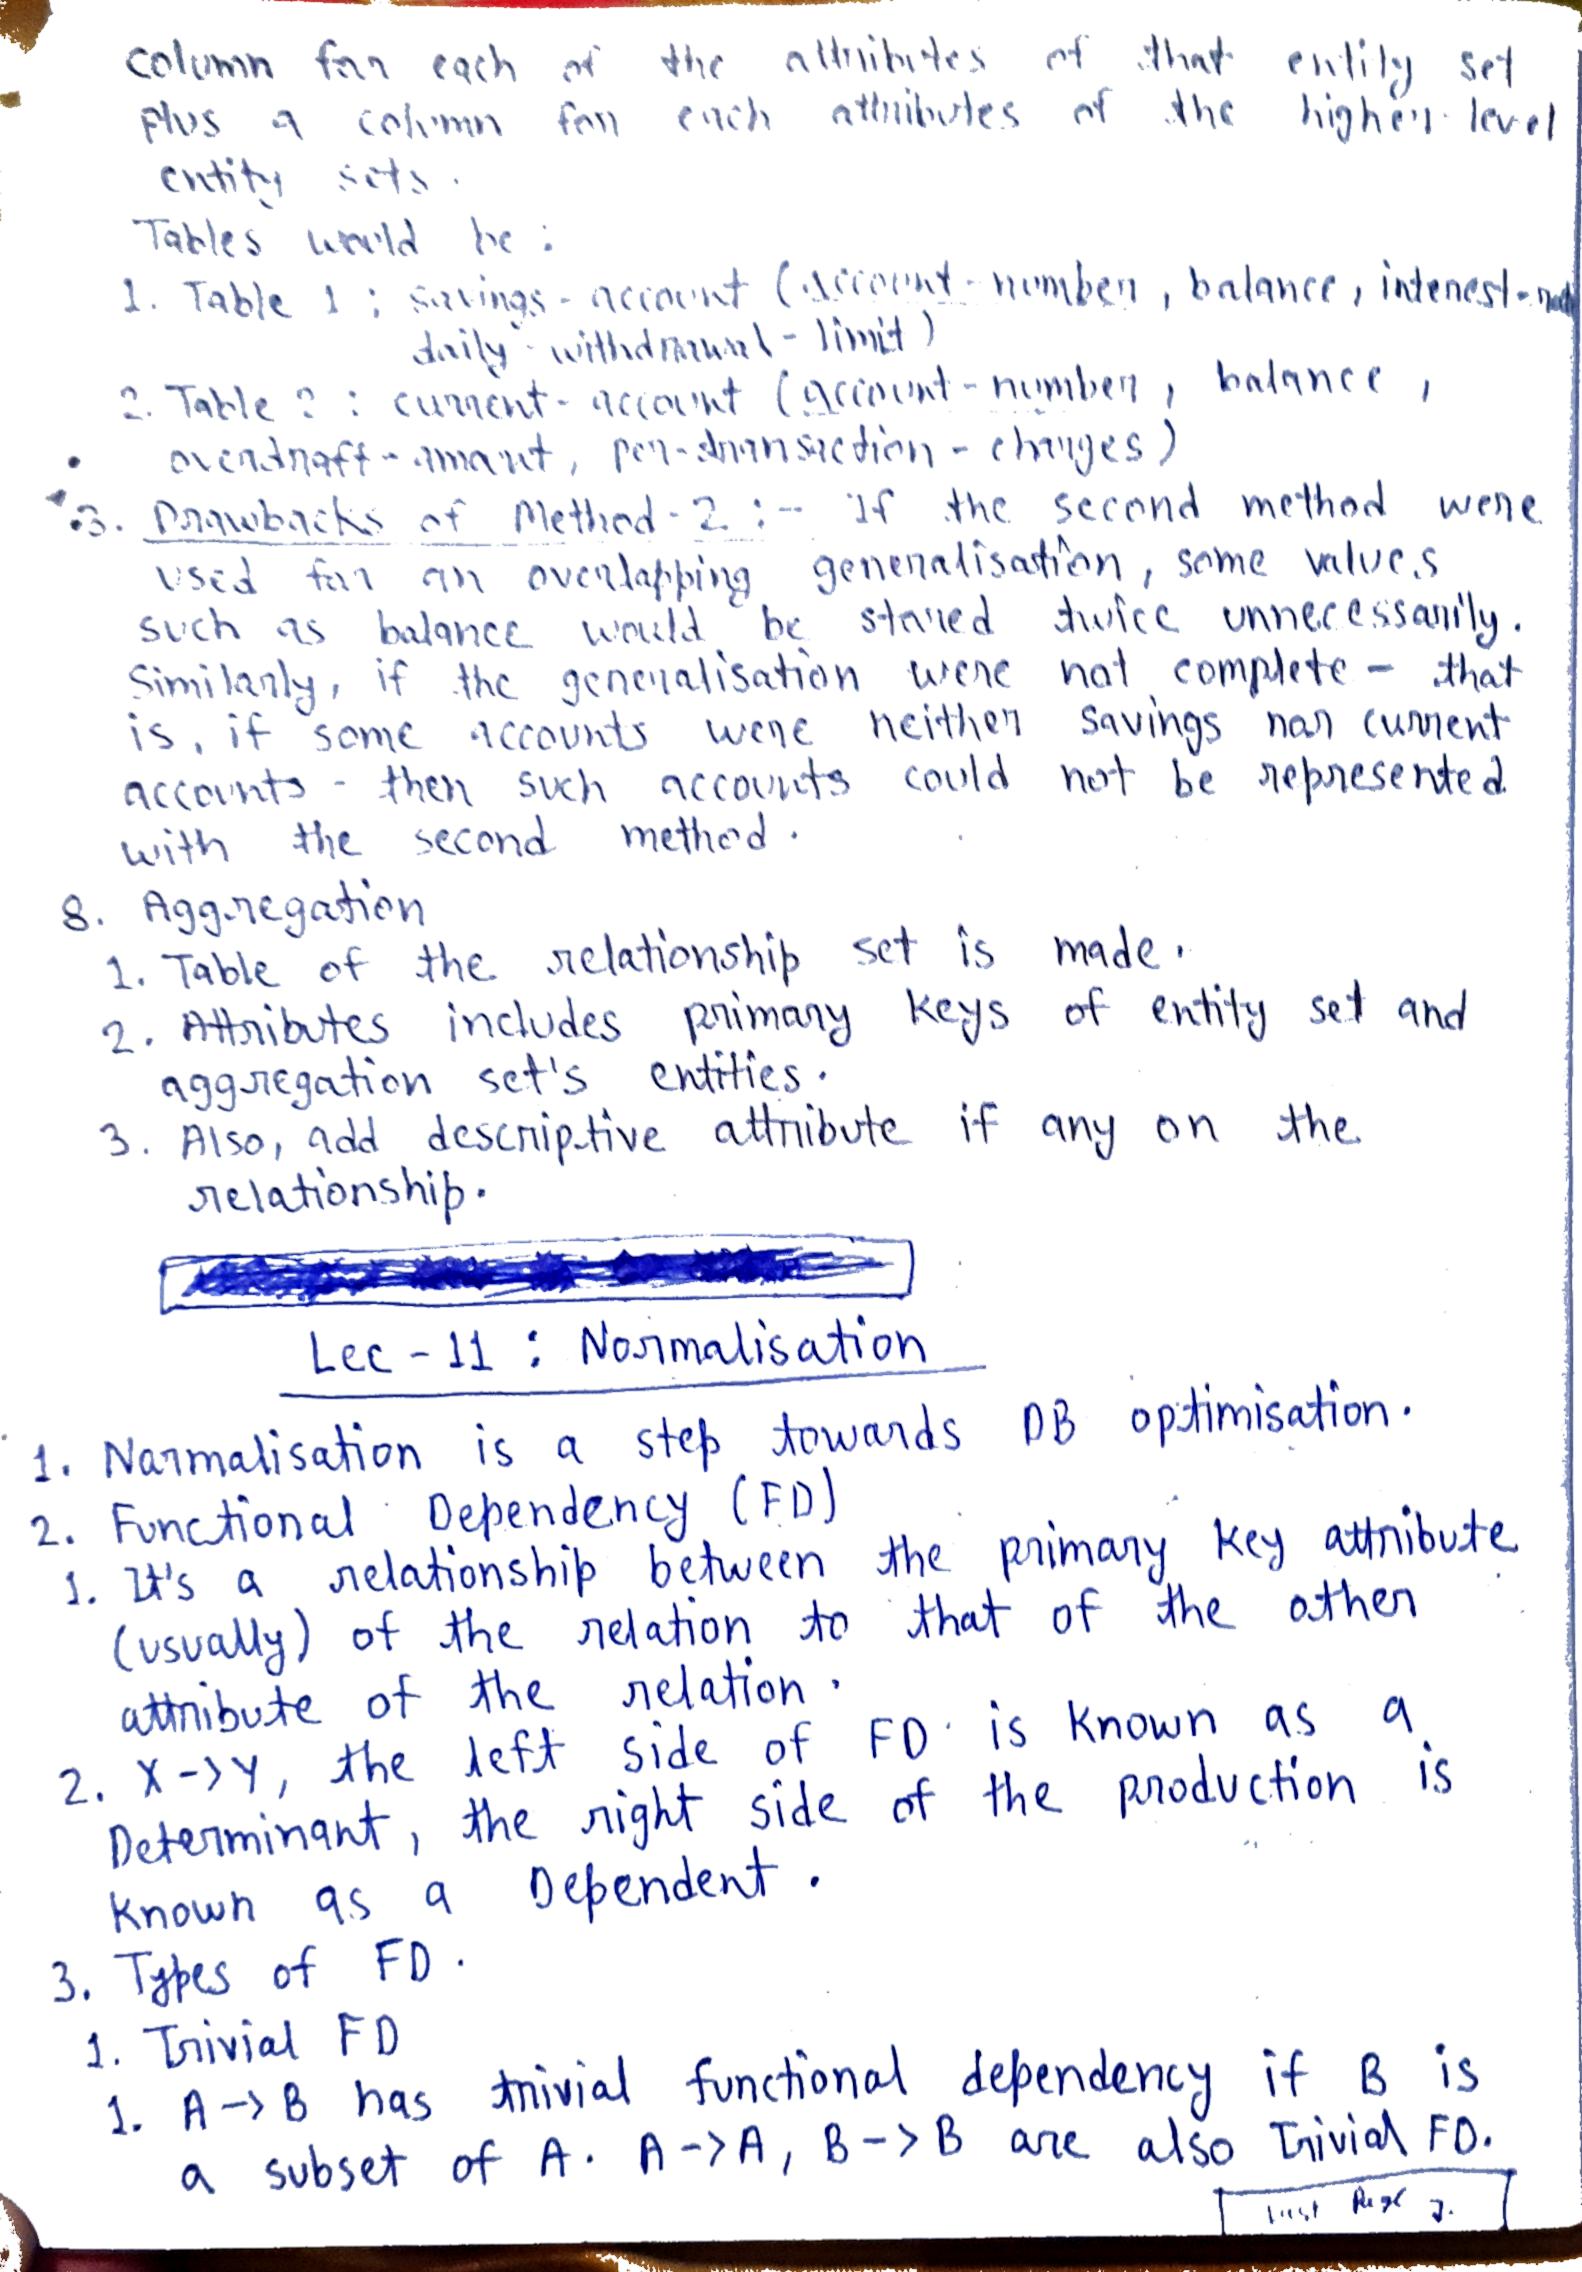 column for each of the attributes of that entity set
plus a column for each attributes of the higher-level
entity sets.
Tables would be :
1. Table 1 : savings-account (account-number, balance, interest-rate
daily-withdrawal-limit)
2. Table 2 : current-account (account-number, balance,
overdraft-amount, per-transaction-charges)
3. Drawbacks of Method-2 :- If the second method were
used for an overlapping generalisation, some values
such as balance would be stored twice unnecessarily.
Similarly, if the generalisation were not complete - that
is, if some accounts were neither savings nor current
accounts - then such accounts could not be represented
with the second method.
8. Aggregation
1. Table of the relationship set is made.
2. Attributes includes primary keys of entity set and
aggregation set's entities.
3. Also, add descriptive attribute if any on the
relationship.
Lec - 11 : Normalisation
1. Normalisation is a step towards DB optimisation.
2. Functional Dependency (FD)
1. It's a relationship between the primary key attribute
(usually) of the relation to that of the other
attribute of the relation.
2. X->Y, the left side of FD is known as a
Determinant, the right side of the production is
known as a Dependent.
3. Types of FD.
1. Trivial FD
1. A->B has trivial functional dependency if B is
a subset of A. A->A, B->B are also Trivial FD.
Page